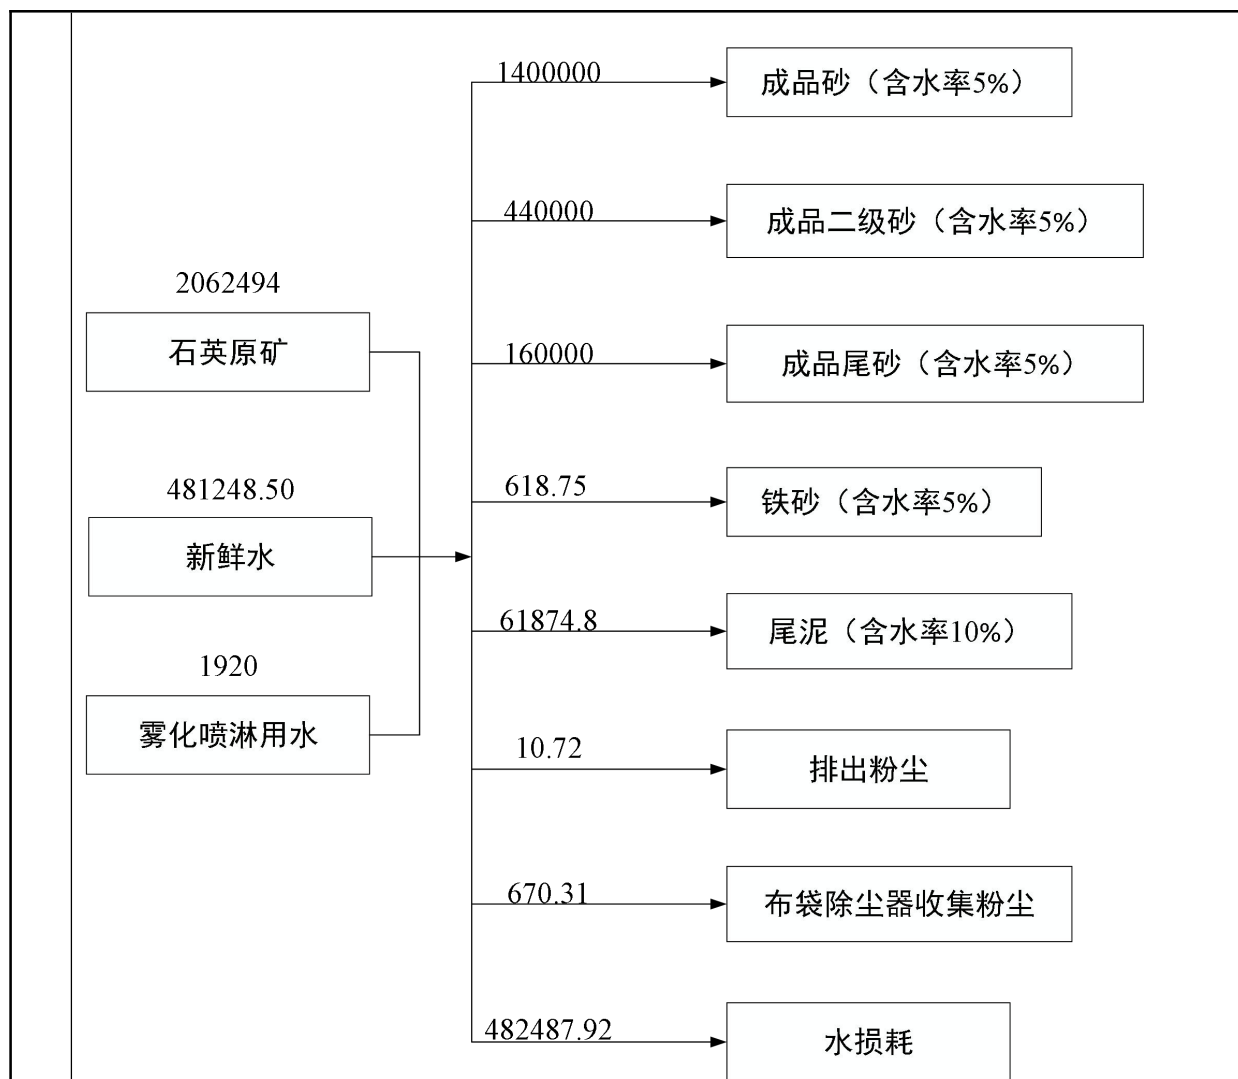 1400000
成品砂（含水率5%）
440000
成品二级砂（含水率5%）
2062494
石英原矿
160000
成品尾砂（含水率5%）
481248.50
新鲜水
618.75
铁砂（含水率5%）
61874.8
尾泥（含水率10%）
1920
雾化喷淋用水
10.72
排出粉尘
670.31
布袋除尘器收集粉尘
482487.92
水损耗